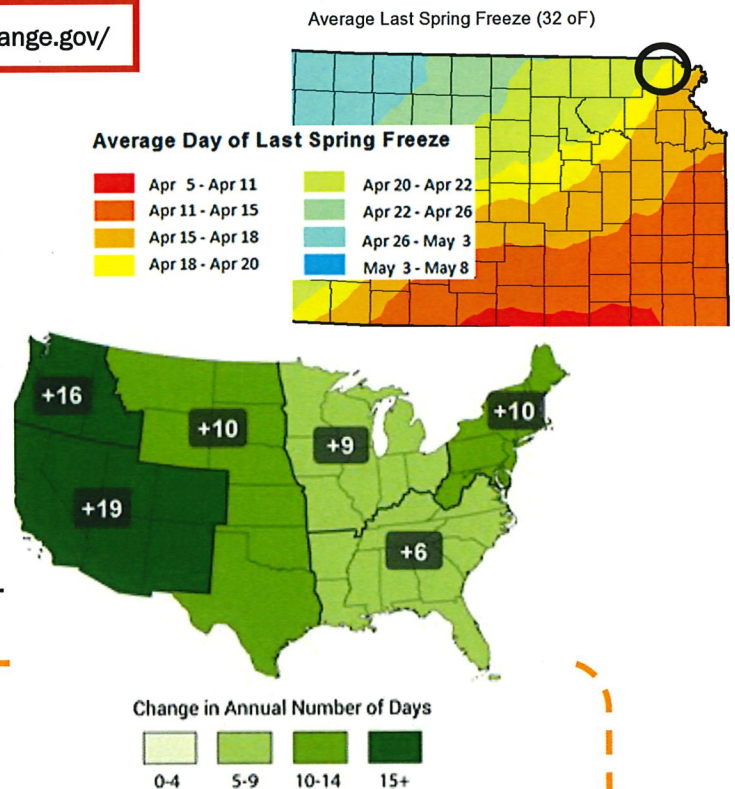 ange.gov/
Average Last Spring Freeze (32 oF)
Average Day of Last Spring Freeze
Apr 5 - Apr 11
Apr 11 - Apr 15
Apr 15 - Apr 18
Apr 18 - Apr 20
Apr 20 - Apr 22
Apr 22 - Apr 26
Apr 26 - May 3
May 3 - May 8
+16
+10
+9
+10
+19
+6
Change in Annual Number of Days
0-4 5-9 10-14 15+